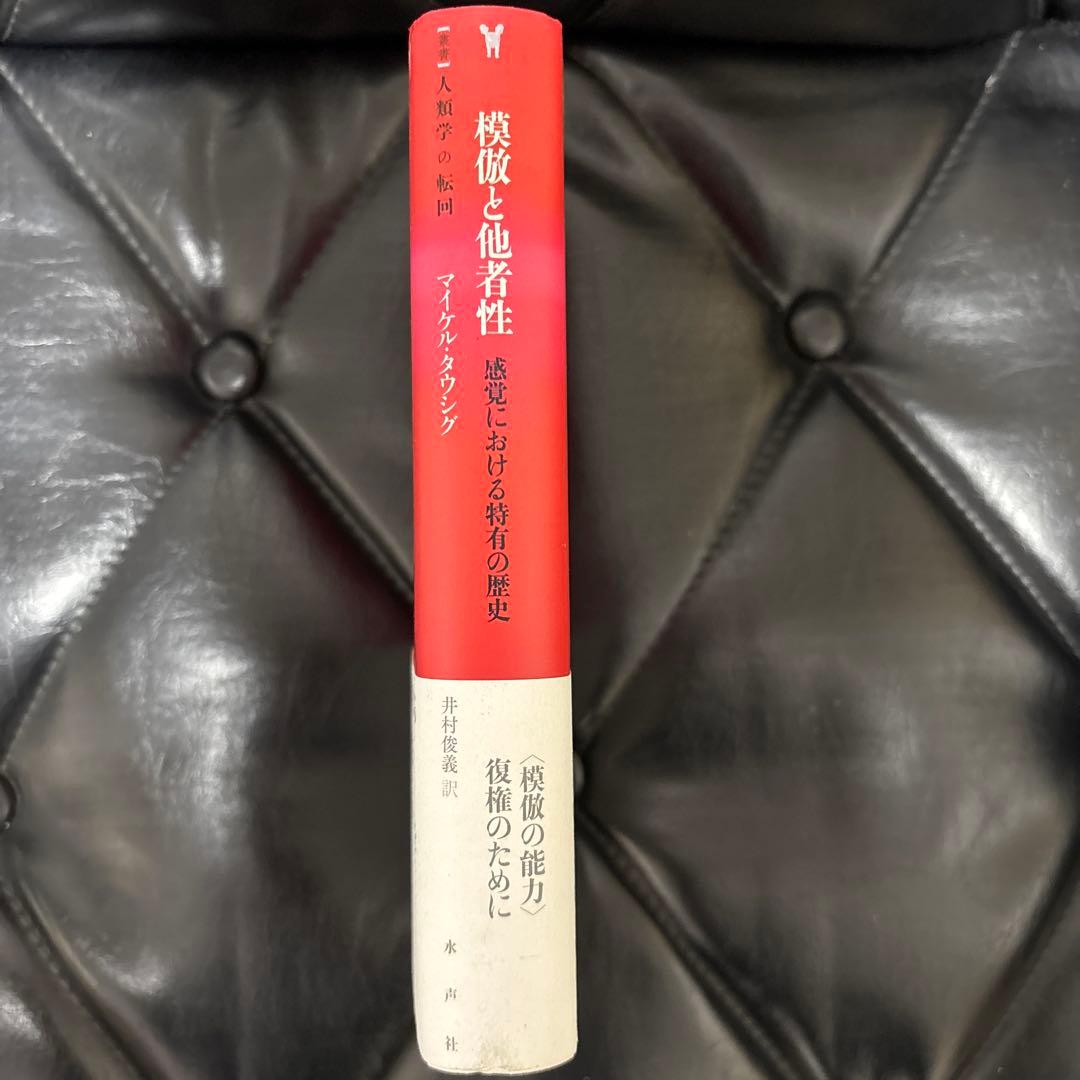 【叢書】人類学の転回
模倣と他者性
感覚における特有の歴史
マイケル・タウシグ
井村俊義 訳
〈模倣の能力〉
復権のために
水声社